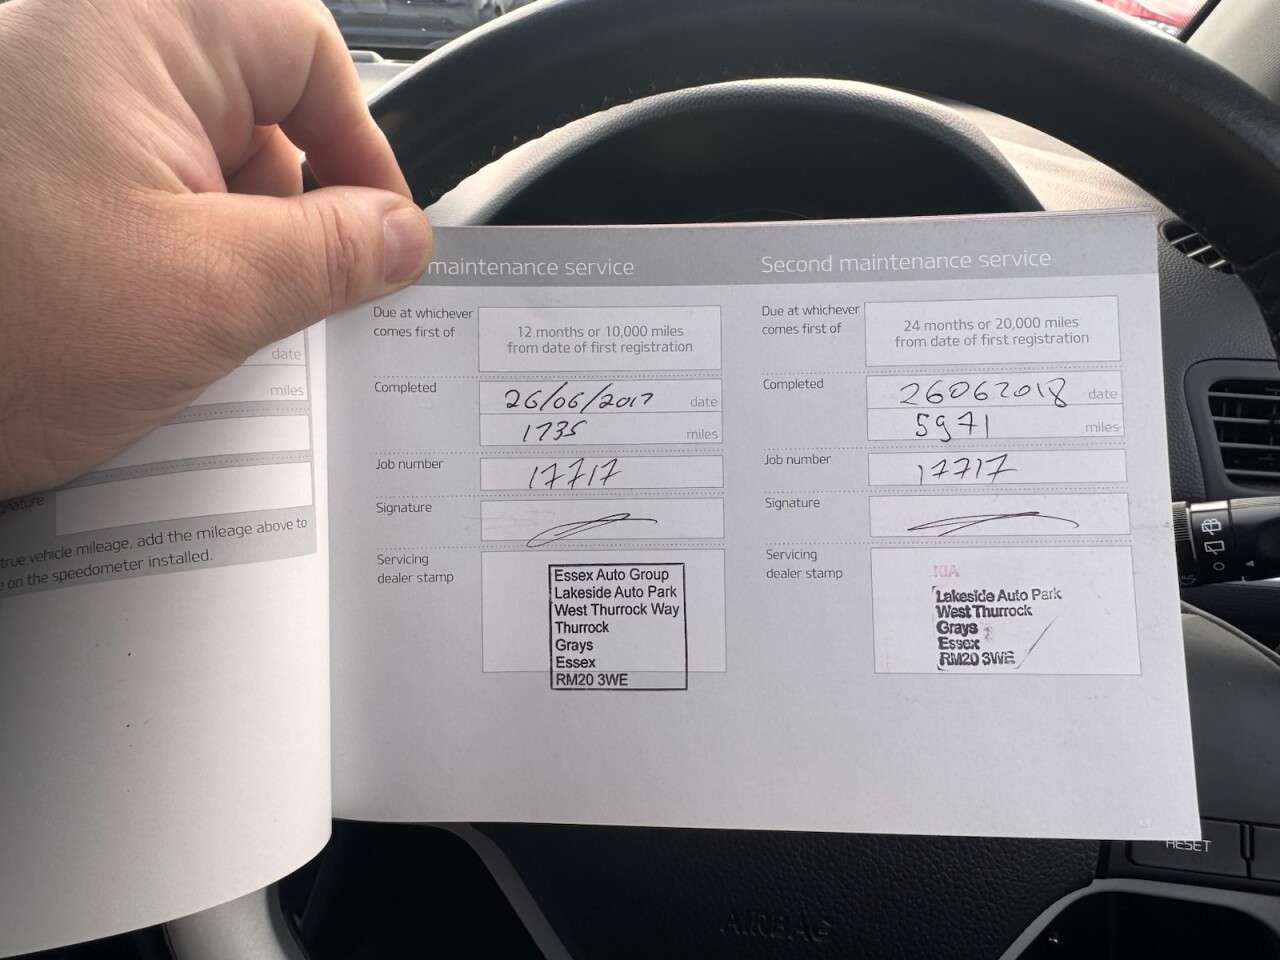 date
miles
nature
true vehicle mileage, add the mileage above to
on the speedometer installed.
maintenance service
Due at whichever
comes first of
12 months or 10,000 miles
from date of first registration
Completed
26/06/2017 date
1735 miles
Job number
17717
Signature
Servicing
dealer stamp
Essex Auto Group
Lakeside Auto Park
West Thurrock Way
Thurrock
Grays
Essex
RM20 3WE
Second maintenance service
Due at whichever
comes first of
24 months or 20,000 miles
from date of first registration
Completed
26062018 date
5971 miles
Job number
17717
Signature
Servicing
dealer stamp
KIA
Lakeside Auto Park
West Thurrock
Grays
Essex
RM20 3WE
RESET
AIRBAG